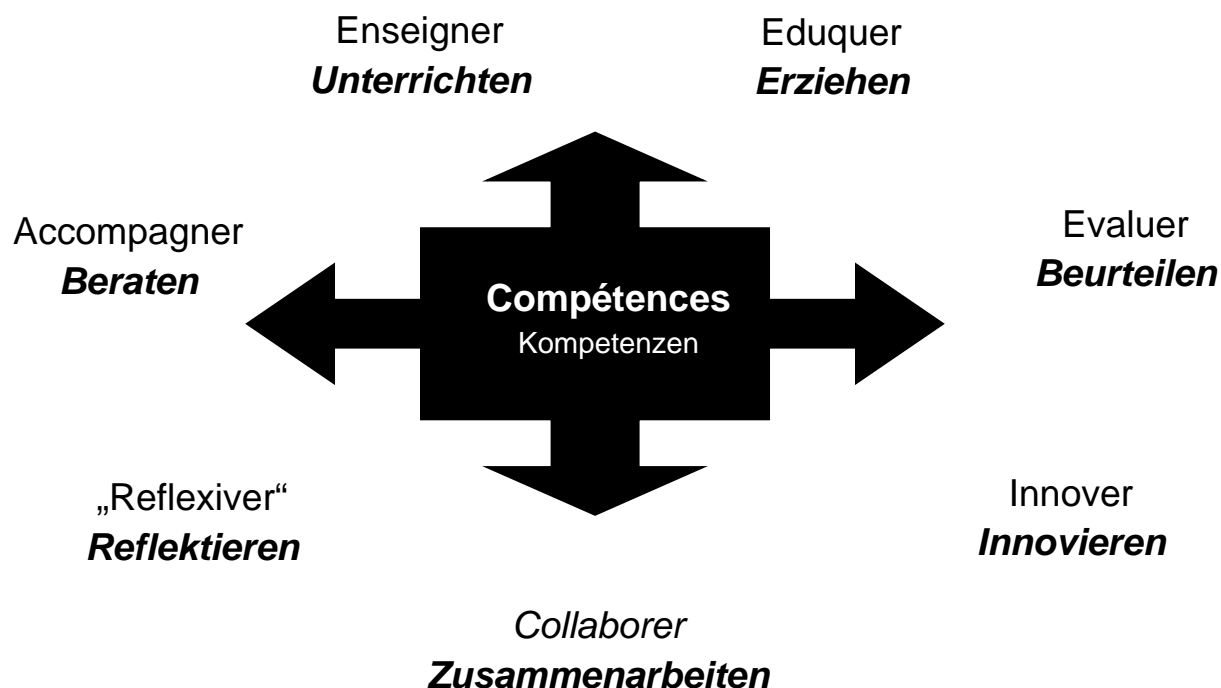 Enseigner
Unterrichten
Eduquer
Erziehen
Accompagner
Beraten
Evaluer
Beurteilen
Compétences
Kompetenzen
„Reflexiver“
Reflektieren
Innover
Innovieren
Collaborer
Zusammenarbeiten